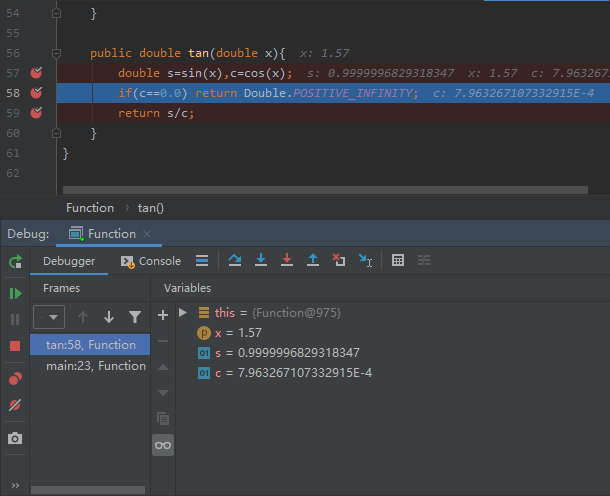 54 }
55
56 public double tan(double x){ x: 1.57
57 double s=sin(x),c=cos(x); s: 0.9999996829318347 x: 1.57 c: 7.963267
58 if(c==0.0) return Double.POSITIVE_INFINITY; c: 7.963267107332915E-4
59 return s/c;
60 }
61 }
62
Function › tan()
Debug: Function ×
Debugger Console
Frames Variables
this = {Function@975}
p x = 1.57
tan:58, Function
01 s = 0.9999996829318347
main:23, Function
01 c = 7.963267107332915E-4